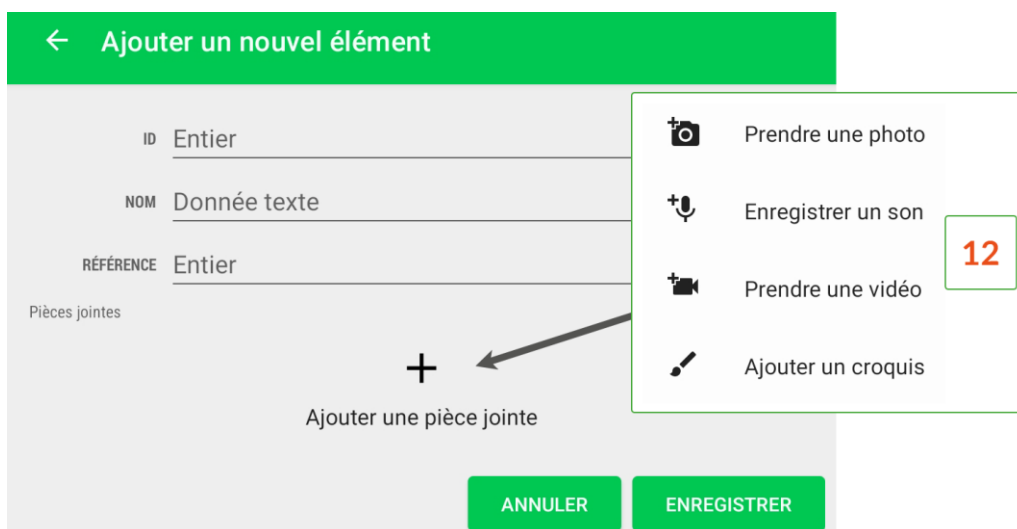 Ajouter un nouvel élément
ID Entier
NOM Donnée texte
RÉFÉRENCE Entier
Pièces jointes
Ajouter une pièce jointe
ANNULER ENREGISTRER
Prendre une photo
Enregistrer un son
Prendre une vidéo
Ajouter un croquis
12